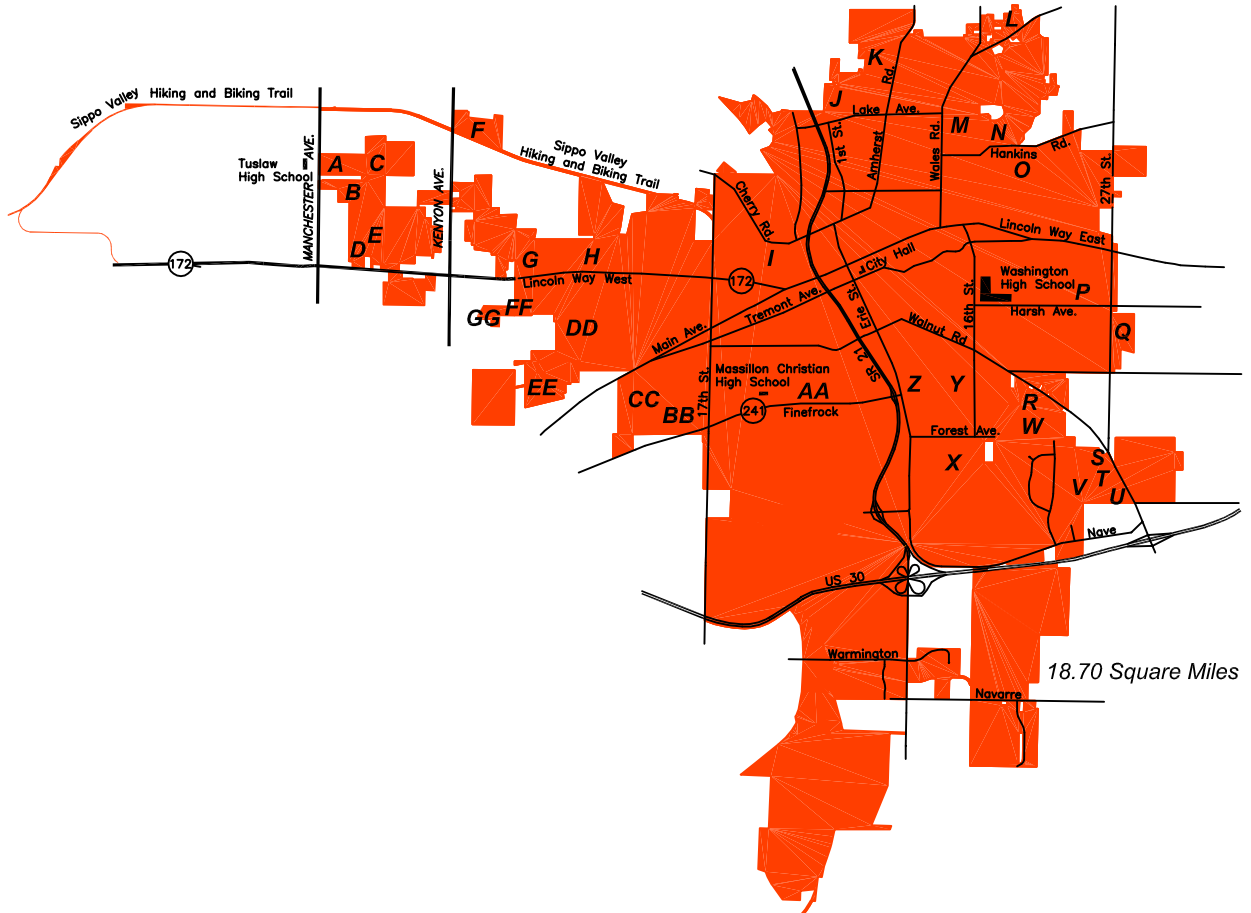 L
K
Rd.
Sippo Valley Hiking and Biking Trail
J
Lake Ave.
M
N
F
Hankins Rd.
1st St.
Amherst
Wales Rd.
O
27th St.
Sippo Valley
Hiking and Biking Trail
Tuslaw
High School
MANCHESTER AVE.
A
C
B
KENYON AVE.
Cherry Rd.
D
E
G
H
I
Lincoln Way East
City Hall
172
Lincoln Way West
172
Washington
High School
P
16th St.
Harsh Ave.
FF
GG
DD
Main Ave.
Tremont Ave.
Erie St.
Walnut Rd
Q
SR 21
EE
CC
BB
17th St.
Massillon Christian
High School
AA
241
Finefrock
Z
Y
R
W
Forest Ave.
X
S
T
V
U
Nave
US 30
Warmington
18.70 Square Miles
Navarre